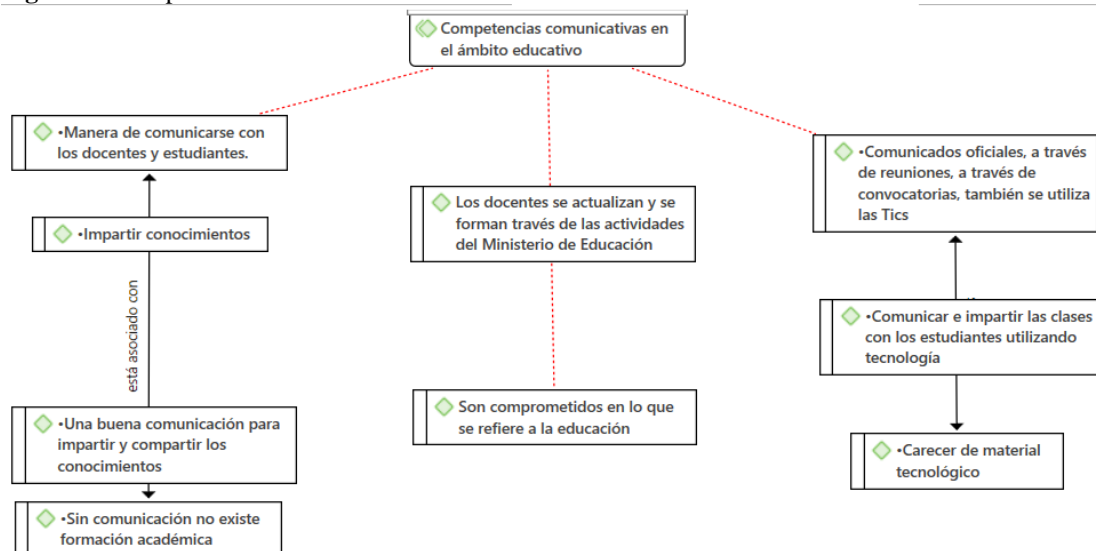 Competencias comunicativas en
el ámbito educativo
•Manera de comunicarse con
los docentes y estudiantes.
•Impartir conocimientos
está asociado con
•Una buena comunicación para
impartir y compartir los
conocimientos
•Sin comunicación no existe
formación académica
Los docentes se actualizan y se
forman través de las actividades
del Ministerio de Educación
Son comprometidos en lo que
se refiere a la educación
•Comunicados oficiales, a través
de reuniones, a través de
convocatorias, también se utiliza
las Tics
•Comunicar e impartir las clases
con los estudiantes utilizando
tecnología
•Carecer de material
tecnológico